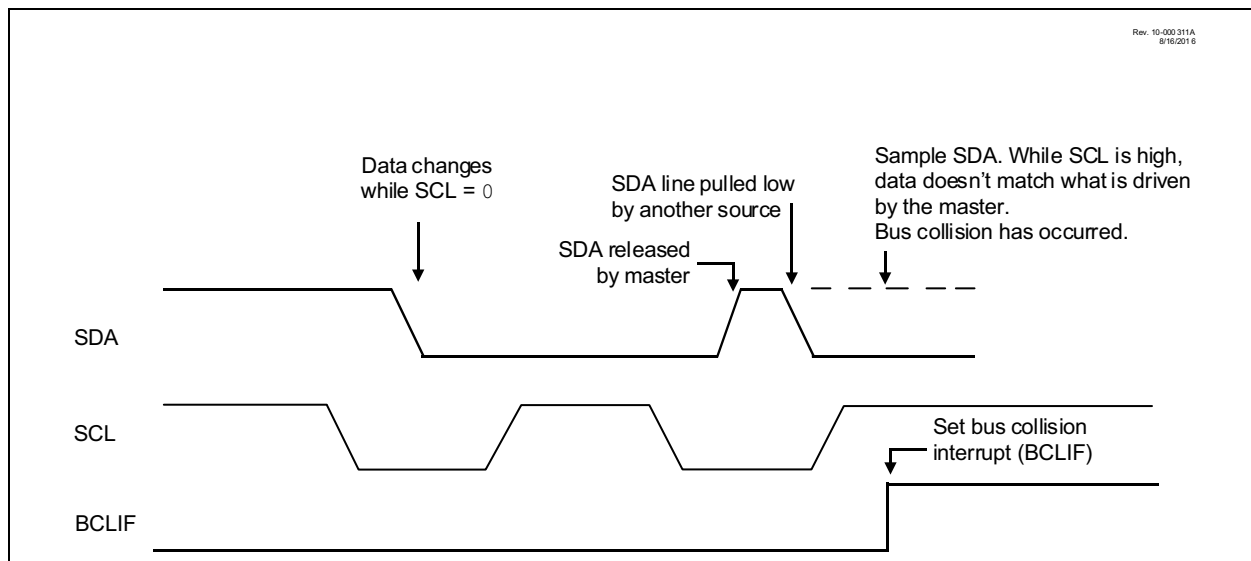 Rev. 10-000311A
8/16/2016
Data changes
while SCL = 0
SDA line pulled low
by another source
SDA released
by master
Sample SDA. While SCL is high,
data doesn't match what is driven
by the master.
Bus collision has occurred.
SDA
SCL
Set bus collision
interrupt (BCLIF)
BCLIF